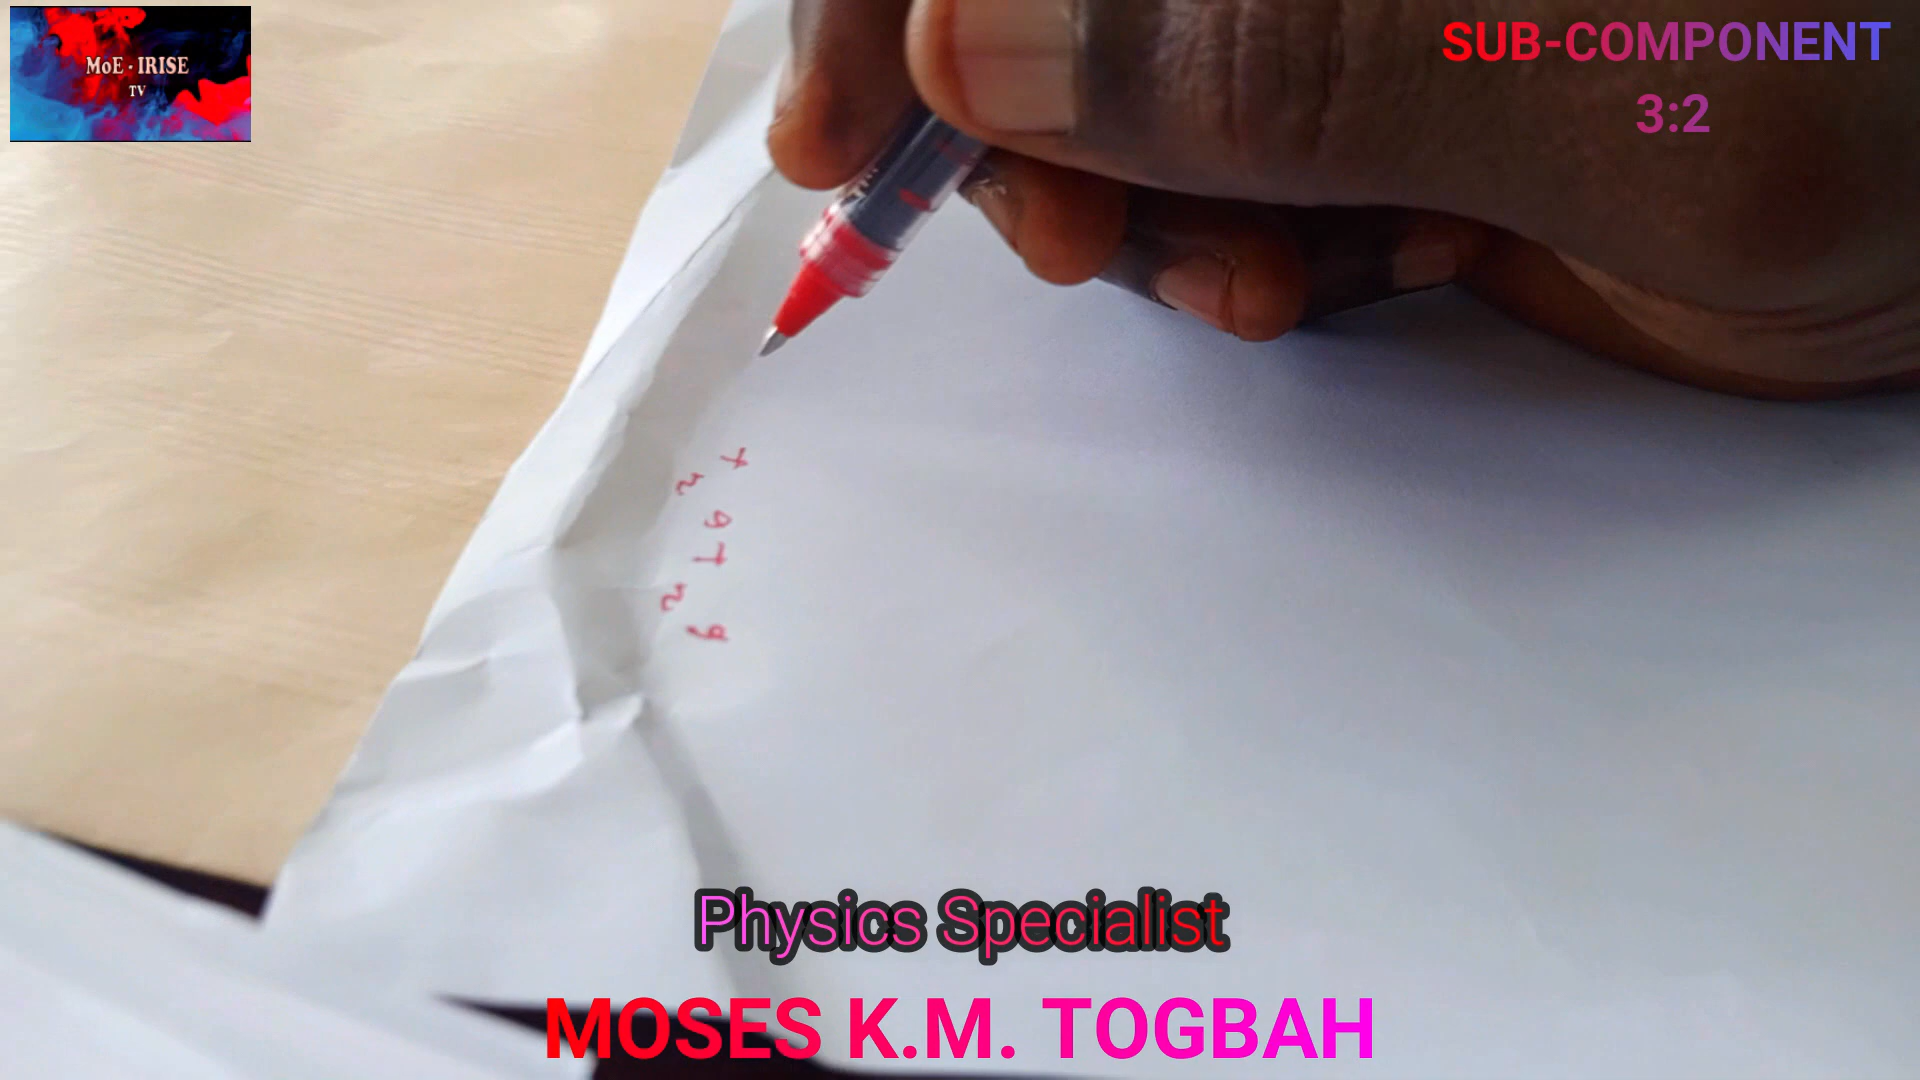 MoE - IRISE
TV
SUB-COMPONENT
3:2
Physics Specialist
MOSES K.M. TOGBAH